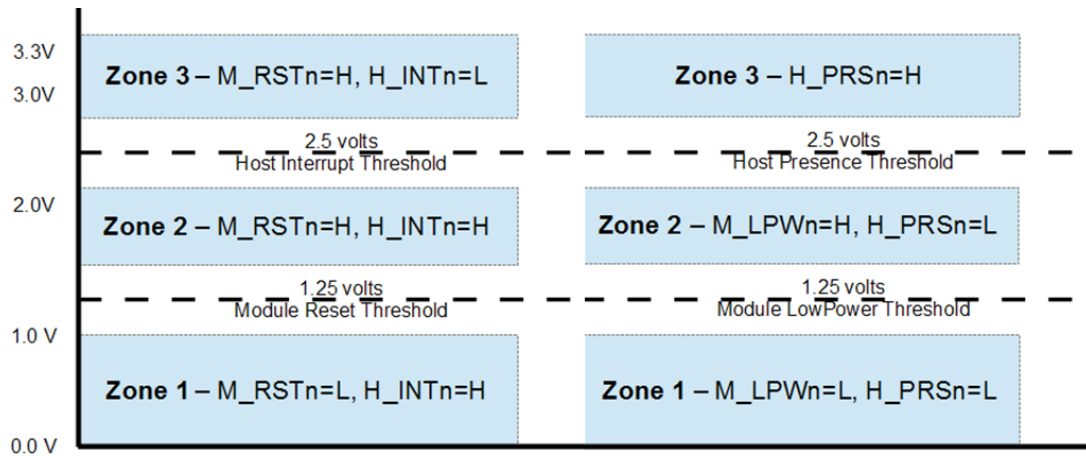 3.3V
Zone 3 – M_RSTn=H, H_INTn=L
Zone 3 – H_PRSn=H
3.0V
2.5 volts
2.5 volts
Host Interrupt Threshold
Host Presence Threshold
2.0V
Zone 2 – M_RSTn=H, H_INTn=H
Zone 2 – M_LPWn=H, H_PRSn=L
1.25 volts
1.25 volts
Module Reset Threshold
Module LowPower Threshold
1.0 V
Zone 1 – M_RSTn=L, H_INTn=H
Zone 1 – M_LPWn=L, H_PRSn=L
0.0 V